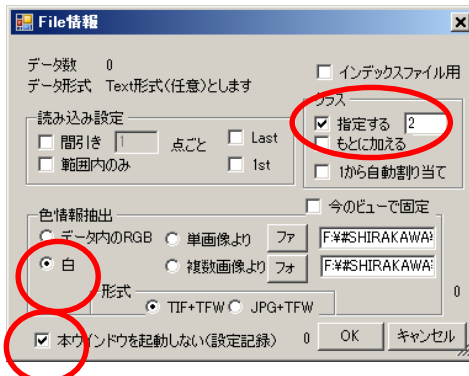 File情報
データ数 0
データ形式 Text形式(任意)とします
インデックスファイル用
クラス
指定する 2
もとに加える
1から自動割り当て
読み込み設定
間引き 1 点ごと Last
範囲内のみ 1st
今のビューで固定
色情報抽出
データ内のRGB 単画像より ファ F:¥#SHIRAKAWA¥
白 複数画像より フォ F:¥#SHIRAKAWA¥
形式 0
TIF+TFW JPG+TFW
本ウインドウを起動しない(設定記録) 0 OK キャンセル